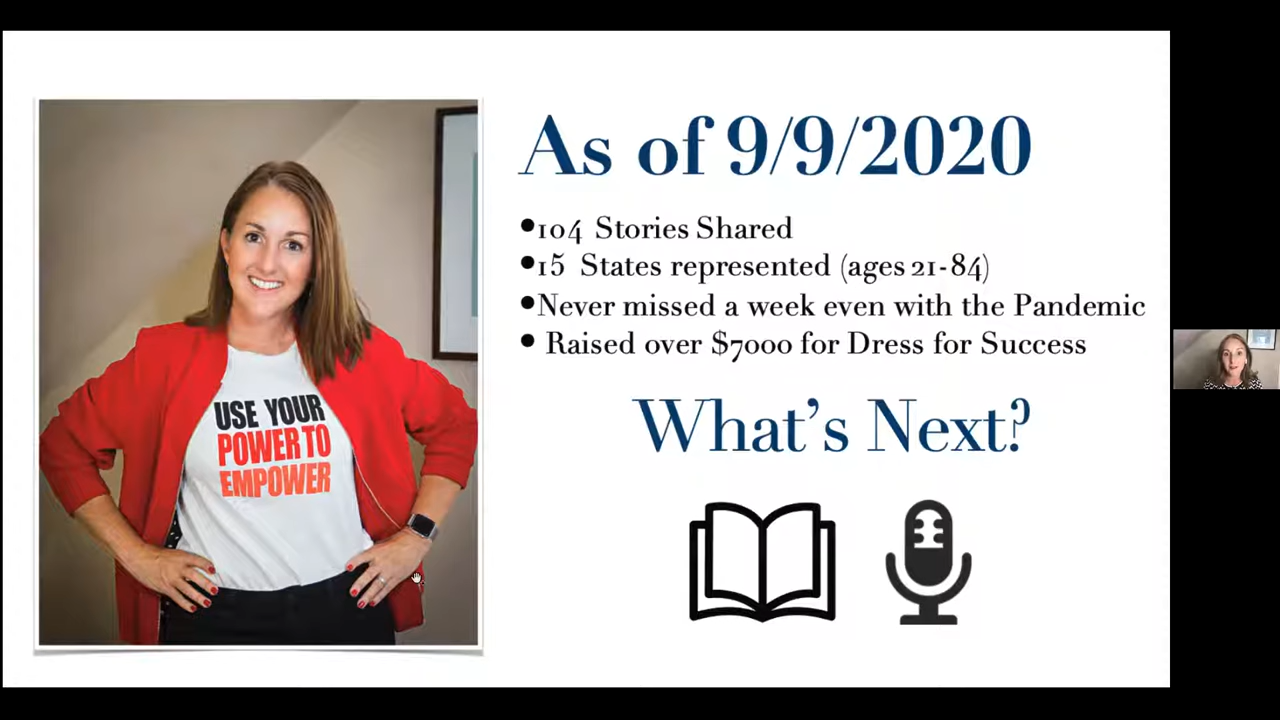 As of 9/9/2020
•104 Stories Shared
•15 States represented (ages 21-84)
•Never missed a week even with the Pandemic
• Raised over $7000 for Dress for Success
What's Next?
USE YOUR
POWER TO
EMPOWER